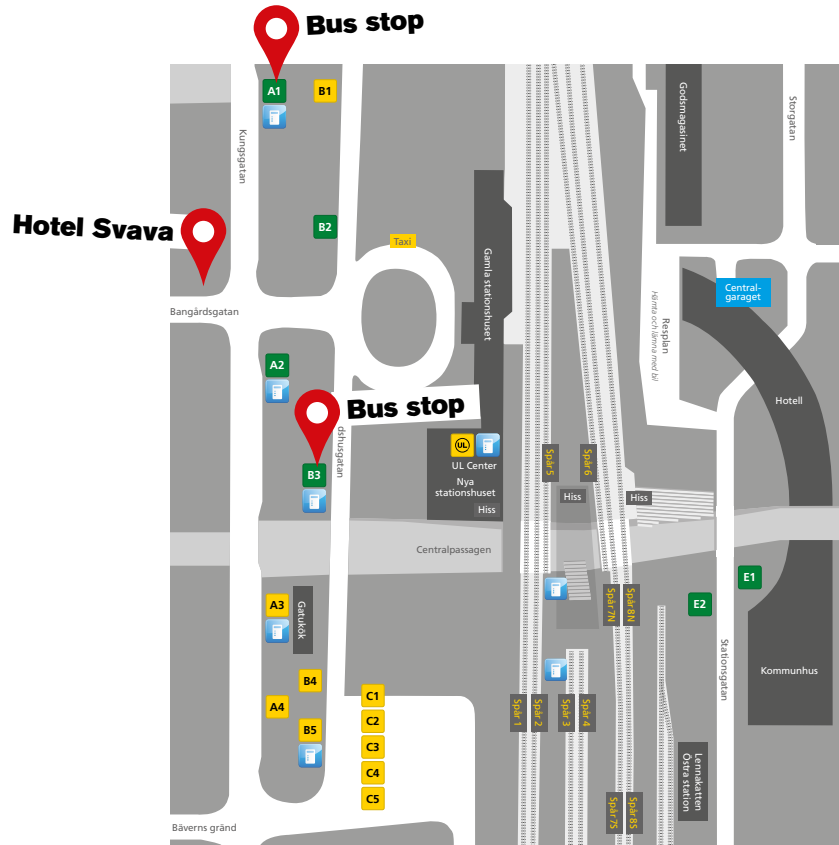 Bus stop
A1
B1
Kungsgatan
Godsmagasinet
Storgatan
Hotel Svava
B2
Taxi
Gamla stationshuset
Central-
garaget
Resplan
Hämta och lämna med bil
Bangårdsgatan
A2
Hotell
Bus stop
dshusgatan
UL
UL Center
Nya
stationshuset
Hiss
B3
Spår 5
Spår 6
Hiss
Hiss
Centralpassagen
E1
E2
A3
Gatukök
Spår 7N
Spår 8N
Stationsgatan
Kommunhus
B4
A4
B5
C1
C2
C3
C4
C5
Spår 1
Spår 2
Spår 3
Spår 4
Lennakatten
Östra station
Spår 7S
Spår 8S
Bäverns gränd